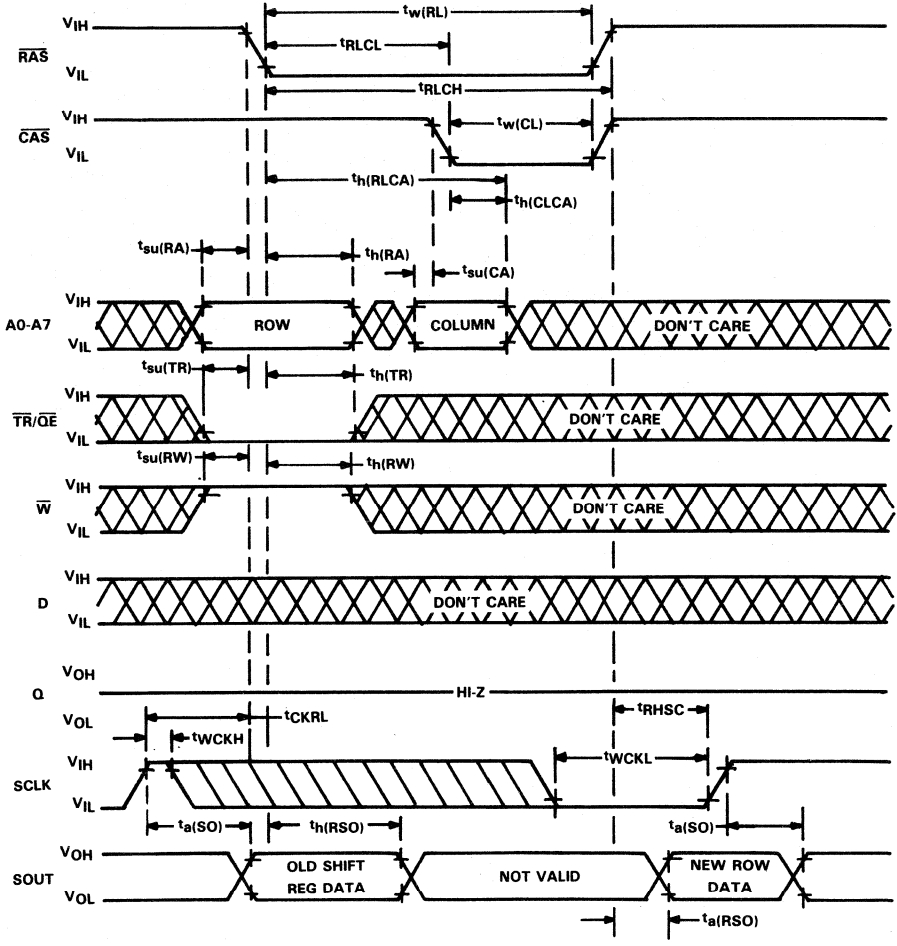 tw(RL)
VIH
RAS
tRLCL
VIL
tRLCH
VIH
CAS
tw(CL)
VIL
th(RLCA)
th(CLCA)
tsu(RA)
th(RA)
tsu(CA)
VIH
A0-A7
ROW
COLUMN
DON'T CARE
VIL
tsu(TR)
th(TR)
VIH
TR/QE
DON'T CARE
VIL
tsu(RW)
th(RW)
VIH
W
DON'T CARE
VIL
VIH
D
DON'T CARE
VIL
VOH
Q
HI-Z
VOL
tCKRL
tRHSC
tWCKH
VIH
tWCKL
SCLK
VIL
ta(SO)
th(RSO)
ta(SO)
VOH
SOUT
OLD SHIFT
REG DATA
NOT VALID
NEW ROW
DATA
VOL
ta(RSO)